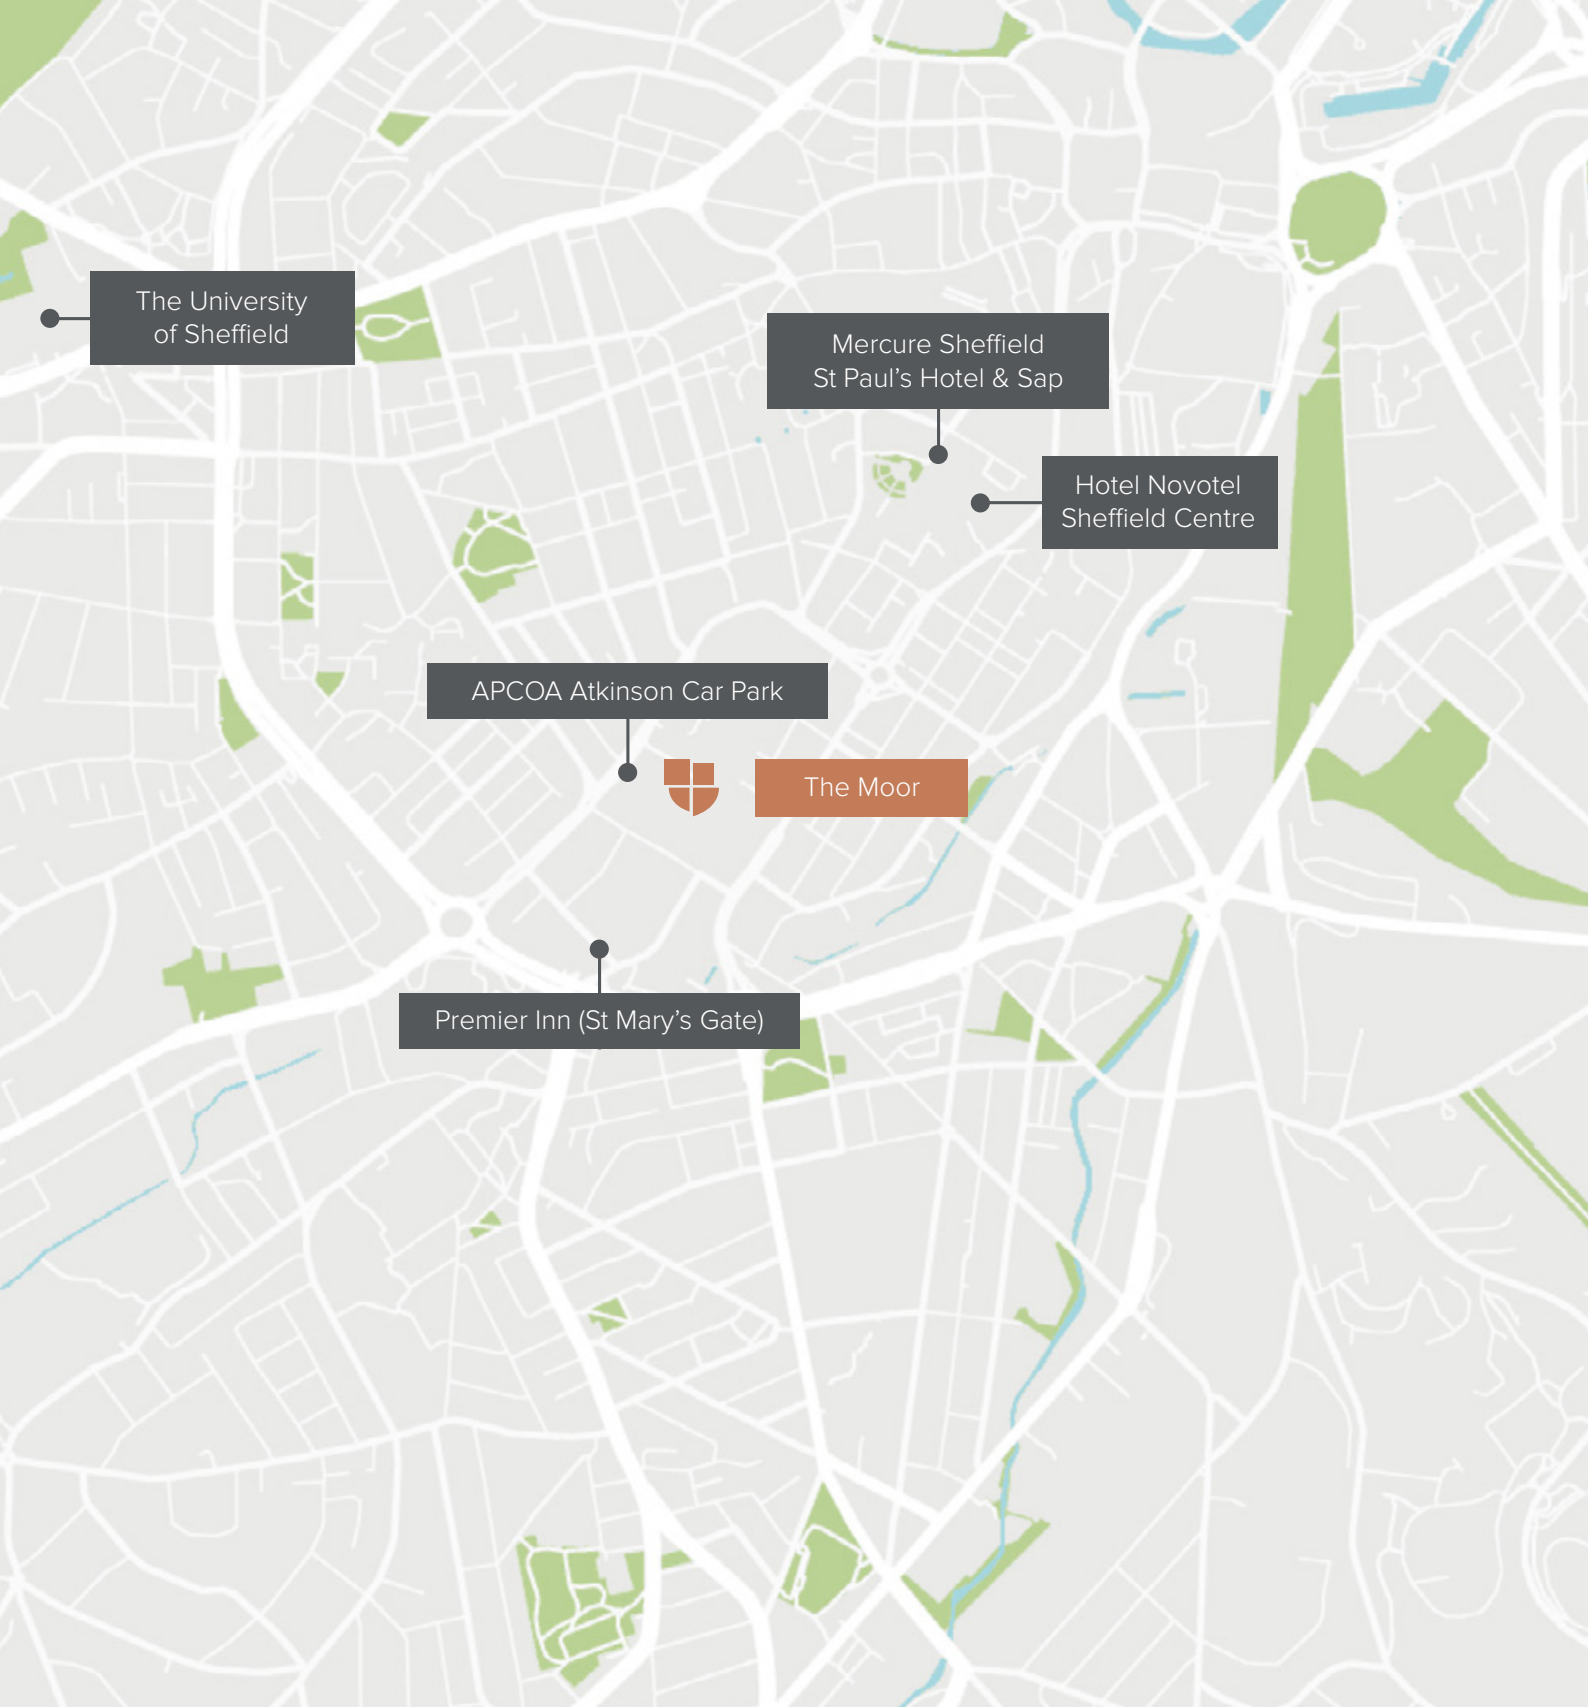 The University
of Sheffield
Mercure Sheffield
St Paul’s Hotel & Sap
Hotel Novotel
Sheffield Centre
APCOA Atkinson Car Park
The Moor
Premier Inn (St Mary’s Gate)